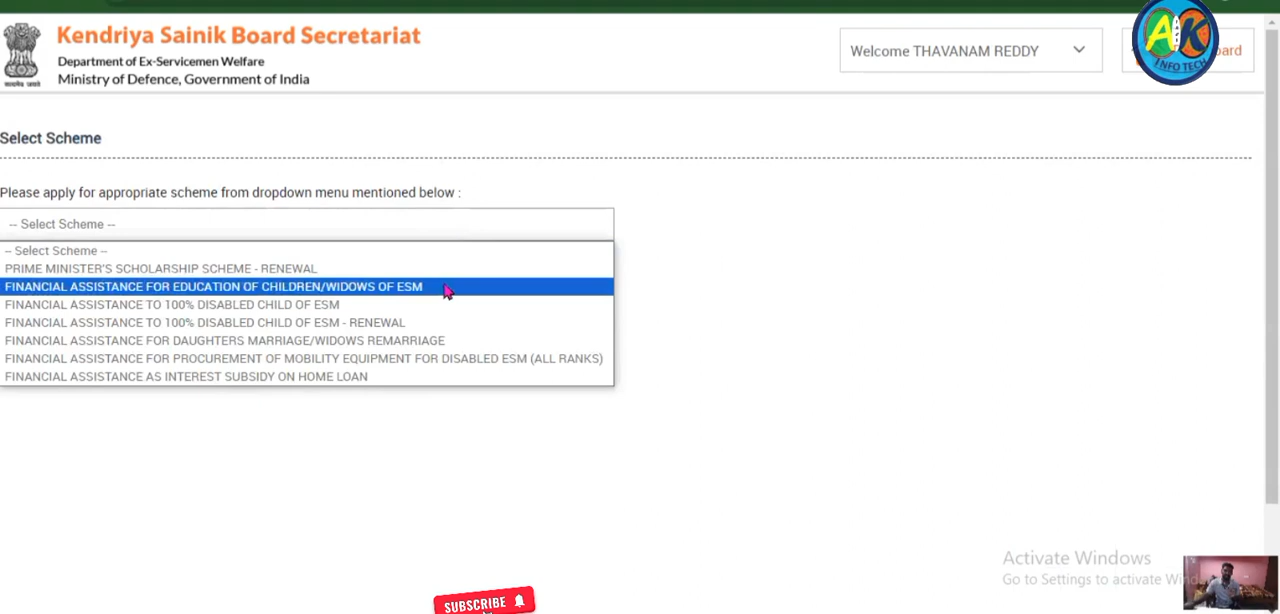 Kendriya Sainik Board Secretariat
Department of Ex-Servicemen Welfare
Ministry of Defence, Government of India
Welcome THAVANAM REDDY
AK
INFO TECH
Select Scheme
Please apply for appropriate scheme from dropdown menu mentioned below :
-- Select Scheme --
-- Select Scheme --
PRIME MINISTER'S SCHOLARSHIP SCHEME - RENEWAL
FINANCIAL ASSISTANCE FOR EDUCATION OF CHILDREN/WIDOWS OF ESM
FINANCIAL ASSISTANCE TO 100% DISABLED CHILD OF ESM
FINANCIAL ASSISTANCE TO 100% DISABLED CHILD OF ESM - RENEWAL
FINANCIAL ASSISTANCE FOR DAUGHTERS MARRIAGE/WIDOWS REMARRIAGE
FINANCIAL ASSISTANCE FOR PROCUREMENT OF MOBILITY EQUIPMENT FOR DISABLED ESM (ALL RANKS)
FINANCIAL ASSISTANCE AS INTEREST SUBSIDY ON HOME LOAN
Activate Windows
Go to Settings to activate
SUBSCRIBE